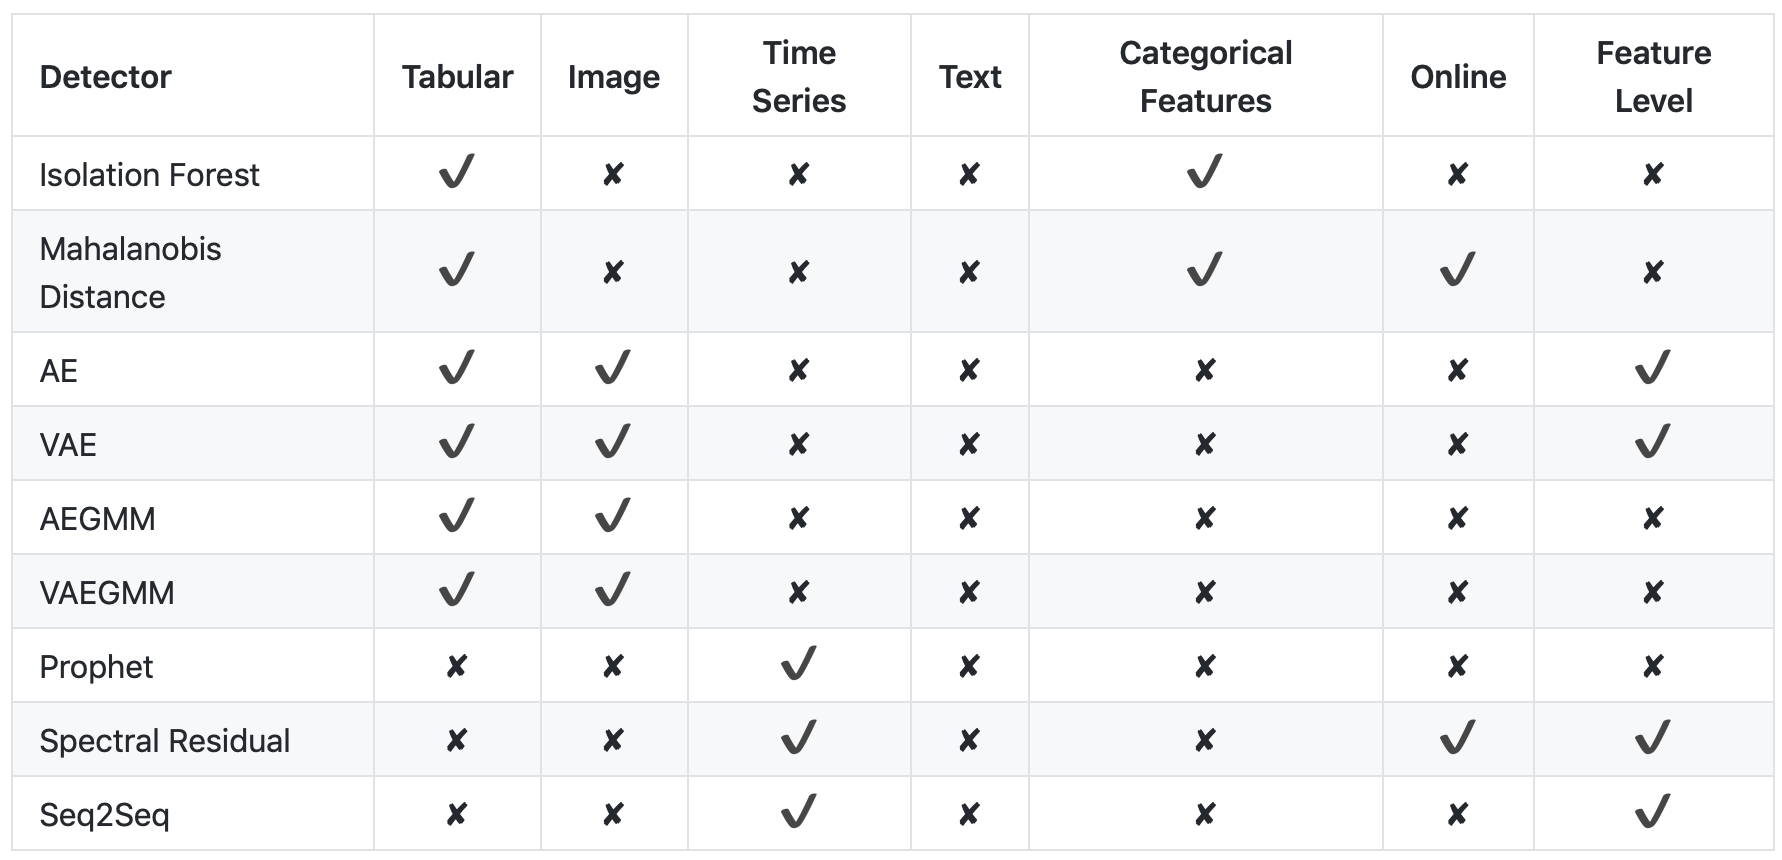 Detector Tabular Image Time Series Text Categorical Features Online Feature Level
Isolation Forest ✔ ✘ ✘ ✘ ✔ ✘ ✘
Mahalanobis Distance ✔ ✘ ✘ ✘ ✔ ✔ ✘
AE ✔ ✔ ✘ ✘ ✘ ✘ ✔
VAE ✔ ✔ ✘ ✘ ✘ ✘ ✔
AEGMM ✔ ✔ ✘ ✘ ✘ ✘ ✘
VAEGMM ✔ ✔ ✘ ✘ ✘ ✘ ✘
Prophet ✘ ✘ ✔ ✘ ✘ ✘ ✘
Spectral Residual ✘ ✘ ✔ ✘ ✘ ✔ ✔
Seq2Seq ✘ ✘ ✔ ✘ ✘ ✘ ✔